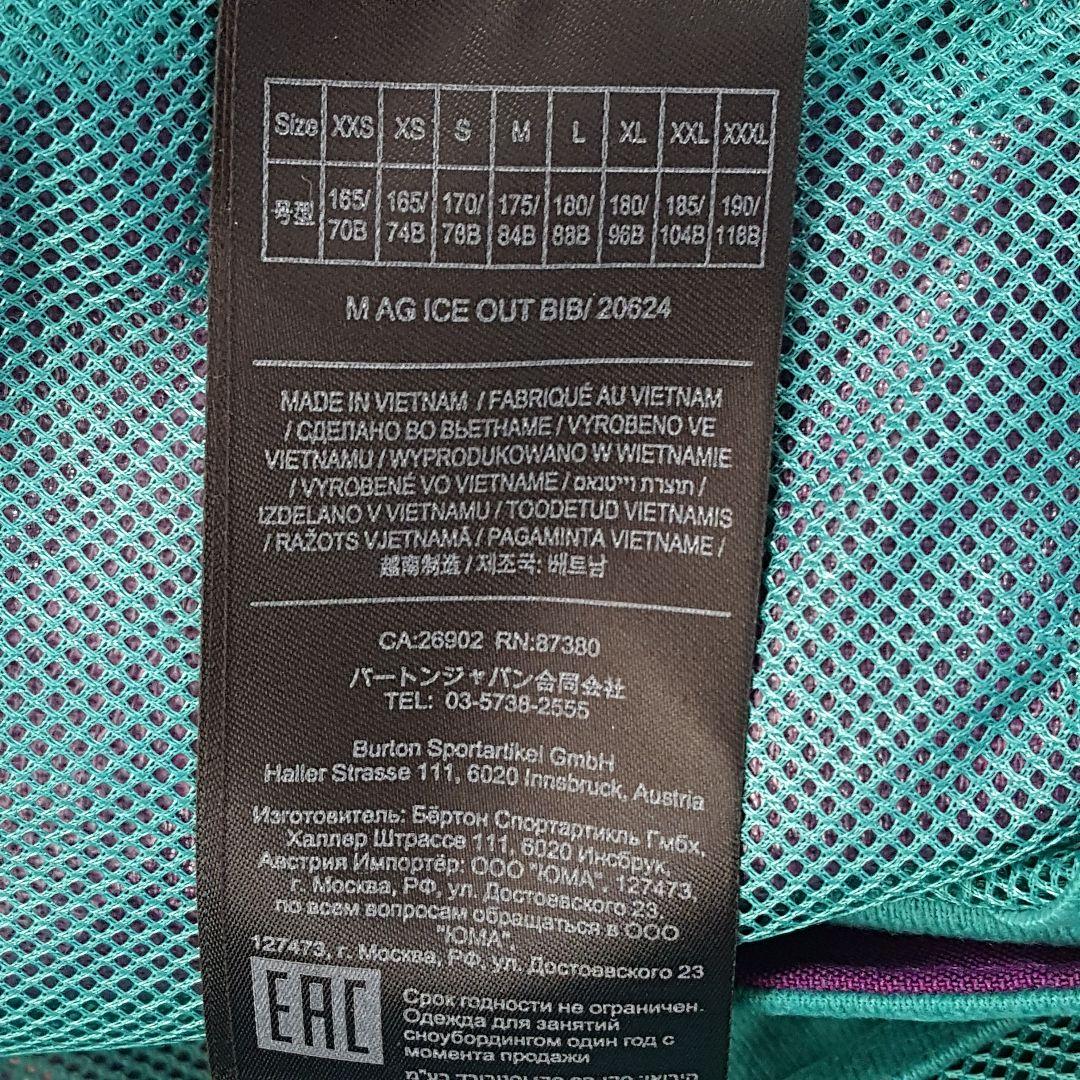 Size XXS XS S M L XL XXL XXXL
号型 165/ 165/ 170/ 175/ 180/ 180/ 185/ 190/
70B 74B 78B 84B 88B 96B 104B 118B
M AG ICE OUT BIB/ 20624
MADE IN VIETNAM / FABRIQUÉ AU VIETNAM
/ СДЕЛАНО ВО ВЬЕТНАМЕ / VYROBENO VE
VIETNAMU / WYPRODUKOWANO W WIETNAMIE
/ VYROBENÉ VO VIETNAME / תוצרת וייטנאם /
IZDELANO V VIETNAMU / TOODETUD VIETNAMIS
/ RAŽOTS VJETNAMĀ / PAGAMINTA VIETNAME /
越南制造 / 제조국: 베트남
CA:26902 RN:87380
バートンジャパン合同会社
TEL: 03-5738-2555
Burton Sportartikel GmbH
Haller Strasse 111, 6020 Innsbruck, Austria
Изготовитель: Бёртон Спортартикль Гмбх,
Халлер Штрассе 111, 6020 Инсбрук,
Австрия Импортёр: ООО "ЮМА", 127473,
г. Москва, РФ, ул. Достоевского 23,
по всем вопросам обращаться в ООО
"ЮМА",
127473, г. Москва, РФ, ул. Достоевского 23
EAC
Срок годности не ограничен.
Одежда для занятий
сноубордингом один год с
момента продажи